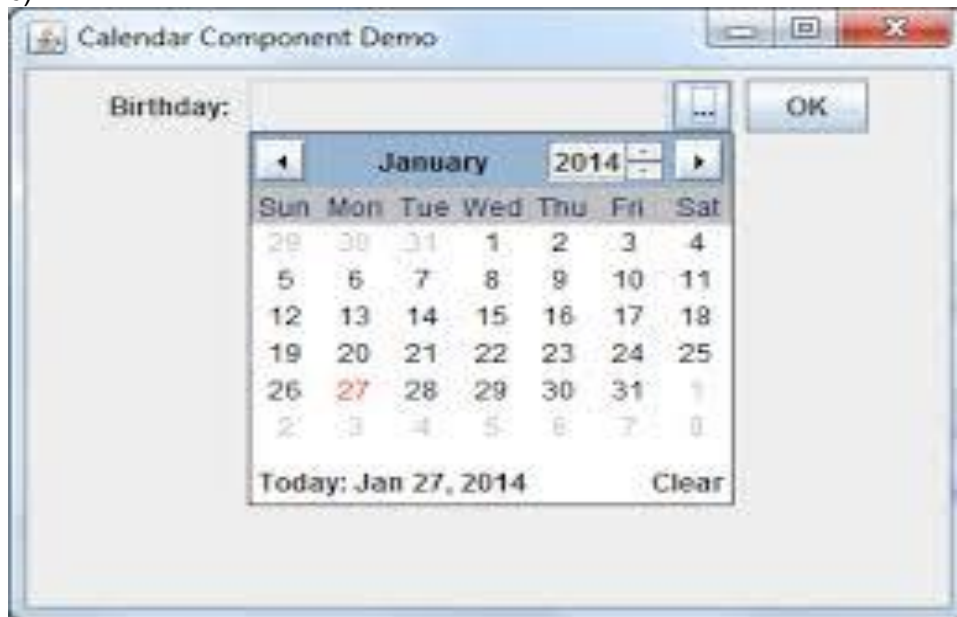 Calendar Component Demo
Birthday: ... OK
January 2014
Sun Mon Tue Wed Thu Fri Sat
29 30 31 1 2 3 4
5 6 7 8 9 10 11
12 13 14 15 16 17 18
19 20 21 22 23 24 25
26 27 28 29 30 31 1
2 3 4 5 6 7 8
Today: Jan 27, 2014 Clear